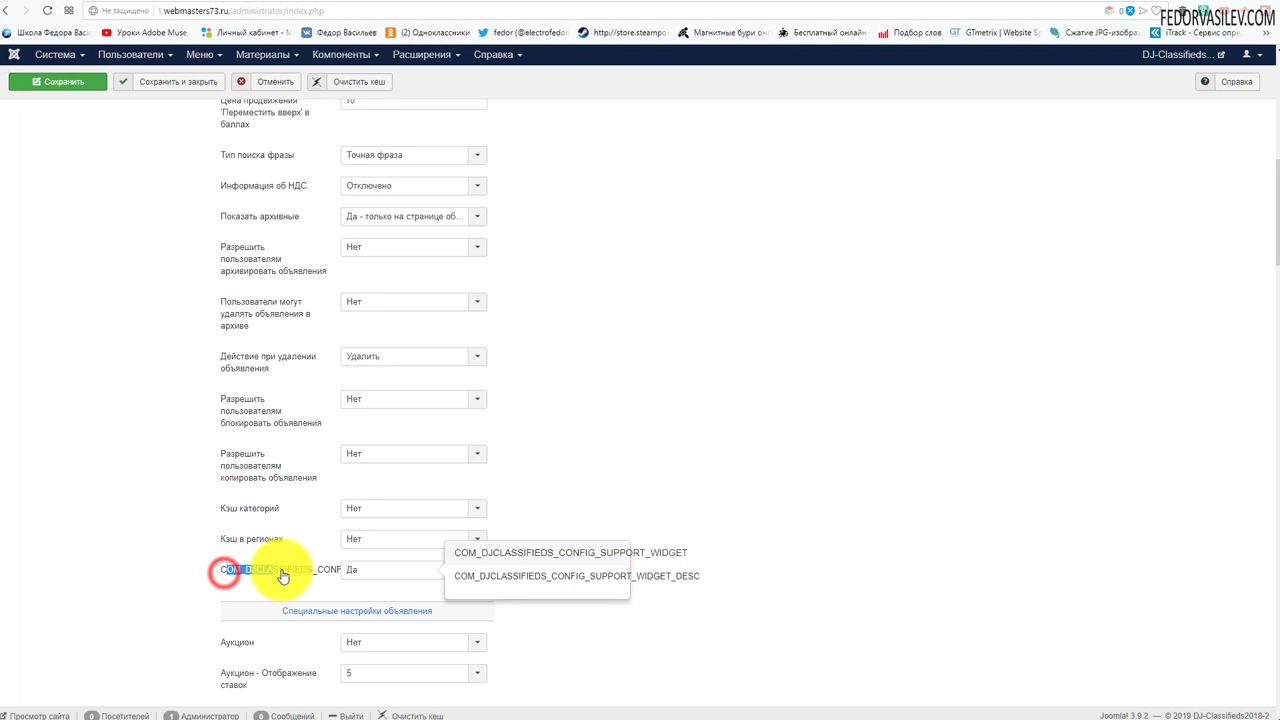 Не защищено 1.webmasters73.ru/administrator/index.php
0
FEDORVASILEV.COM
Школа Федора Васи
Уроки Adobe Muse,
Личный кабинет - М
Федор Васильев
(2) Одноклассники
fedor (@electrofedor
http://store.steampo
Магнитные бури он
Бесплатный онлайн
Подбор слов
GTmetrix | Website Sp
Сжатие JPG-изобра
iTrack - Сервис опре
Система Пользователи Меню Материалы Компоненты Расширения Справка DJ-Classifieds...
Сохранить Сохранить и закрыть Отменить Очистить кеш Справка
Цена продвижения 10
'Переместить вверх' в
баллах
Тип поиска фразы Точная фраза
Информация об НДС Отключено
Показать архивные Да - только на странице об...
Разрешить Нет
пользователям
архивировать объявления
Пользователи могут Нет
удалять объявления в
архиве
Действие при удалении Удалить
объявления
Разрешить Нет
пользователям
блокировать объявления
Разрешить Нет
пользователям
копировать объявления
Кэш категорий Нет
Кэш в регионах Нет
COM_DJCLASSIFIEDS_CONFIG_SUPPORT_WIDGET
COM_DJCLASSIFIEDS_CONF Да
COM_DJCLASSIFIEDS_CONFIG_SUPPORT_WIDGET_DESC
Специальные настройки объявления
Аукцион Нет
Аукцион - Отображение 5
ставок
Просмотр сайта 0 Посетителей 1 Администратор 0 Сообщений Выйти Очистить кеш Joomla! 3.9.2 — © 2019 DJ-Classifieds2018-2